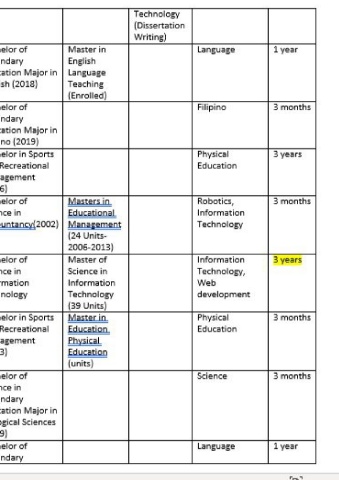 Technology
(Dissertation
Writing)
elor of
ndary
ation Major in
sh (2018)
Master in
English
Language
Teaching
(Enrolled)
Language
1 year
elor of
ndary
ation Major in
no (2019)
Filipino
3 months
elor in Sports
Recreational
agement
6)
Physical
Education
3 years
elor of
nce in
ountancy(2002)
Masters in
Educational
Management
(24 Units-
2006-2013)
Robotics,
Information
Technology
3 months
elor of
nce in
rmation
nology
Master of
Science in
Information
Technology
(39 Units)
Information
Technology,
Web
development
3 years
elor in Sports
Recreational
agement
3)
Master in
Education
Physical
Education
(units)
Physical
Education
3 months
elor of
nce in
ndary
ation Major in
ogical Sciences
9)
Science
3 months
elor of
ndary
Language
1 year